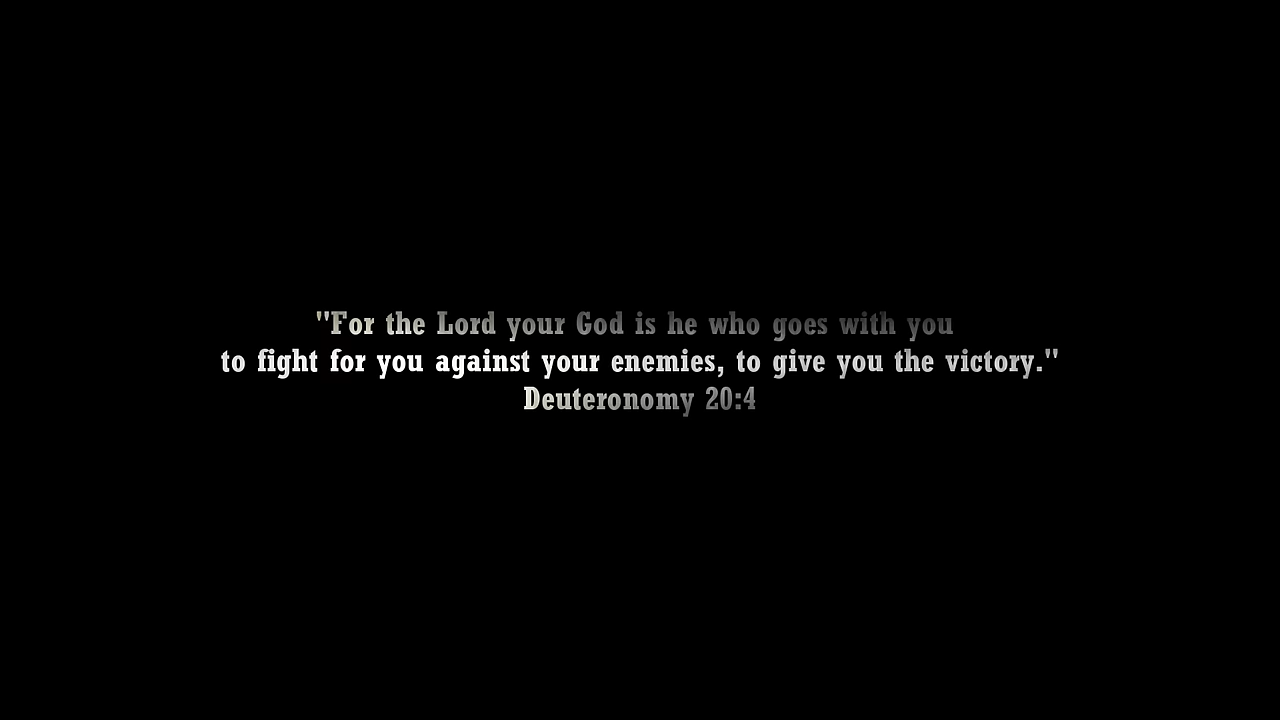 "For the Lord your God is he who goes with you
to fight for you against your enemies, to give you the victory."
Deuteronomy 20:4